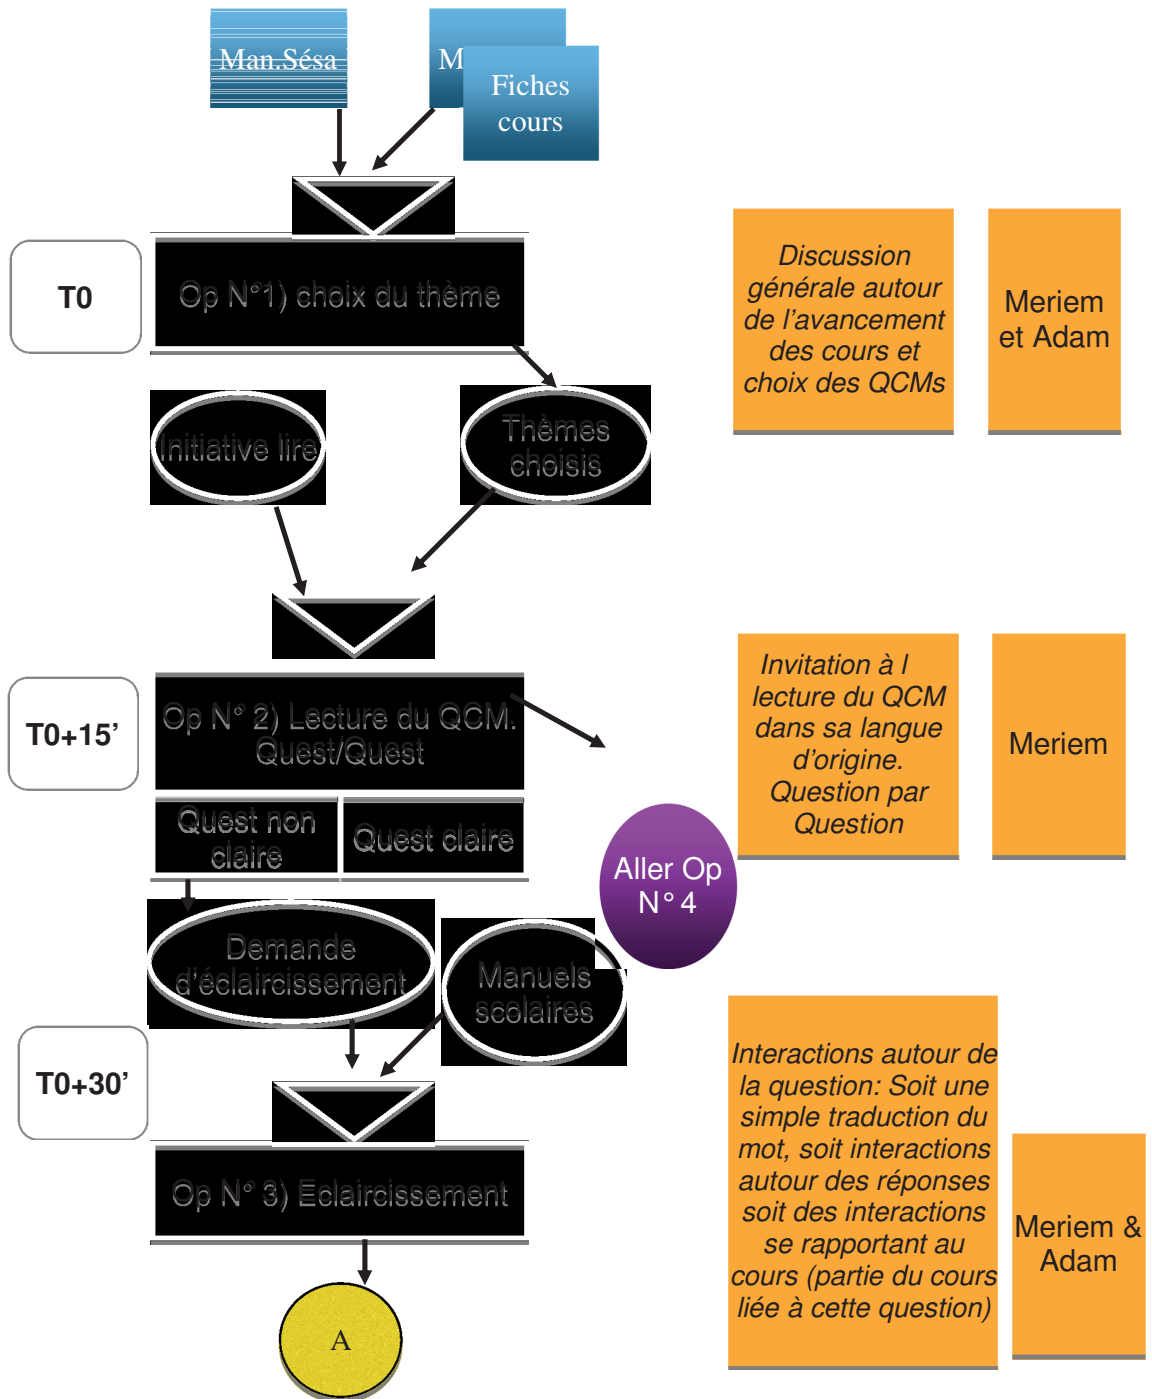 Man.Sésa
M
Fiches
cours
T0
Op N°1) choix du thème
Discussion
générale autour
de l'avancement
des cours et
choix des QCMs
Meriem
et Adam
Initiative lire
Thèmes
choisis
T0+15’
Op N° 2) Lecture du QCM.
Quest/Quest
Invitation à l
lecture du QCM
dans sa langue
d'origine.
Question par
Question
Meriem
Quest non
claire
Quest claire
Aller Op
N° 4
Demande
d'éclaircissement
Manuels
scolaires
T0+30’
Op N° 3) Eclaircissement
Interactions autour de
la question: Soit une
simple traduction du
mot, soit interactions
autour des réponses
soit des interactions
se rapportant au
cours (partie du cours
liée à cette question)
Meriem &
Adam
A